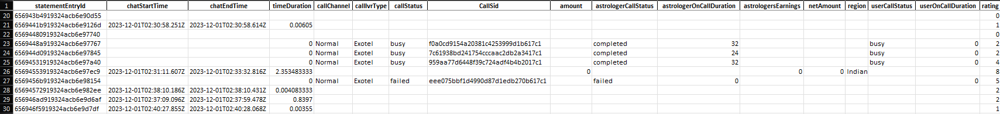 1 statementEntryId chatStartTime chatEndTime timeDuration callChannel callIvrType callStatus CallSid amount astrologerCallStatus astrologerOnCallDuration astrologersEarnings netAmount region userCallStatus userOnCallDuration rating
20 656943b4919324acb6e90d55 0
21 6569441b919324acb6e9126d 2023-12-01T02:30:58.251Z 2023-12-01T02:30:58.614Z 0.00605 1
22 65694480919324acb6e97740 0
23 6569448a919324acb6e97767 0 Normal Exotel busy f0a0cd9154a20381c4253999d1b617c1 completed 32 busy 0 2
24 656944d0919324acb6e97845 0 Normal Exotel busy 7c61938bd241754cccaac2db2a3417c1 completed 24 busy 0 2
25 65694531919324acb6e97a40 0 Normal Exotel busy 959aa77d6448f39c724adf4b4b2017c1 completed 32 busy 0 4
26 65694553919324acb6e97ec9 2023-12-01T02:31:11.607Z 2023-12-01T02:33:32.816Z 2.353483333 0 0 0 Indian 8
27 6569456b919324acb6e98154 0 Normal Exotel failed eee075bbf1d4990d87d1edb270b617c1 failed 0 0 5
28 65694572919324acb6e982ee 2023-12-01T02:38:10.186Z 2023-12-01T02:38:10.431Z 0.004083333 2
29 656946ad919324acb6e9d6af 2023-12-01T02:37:09.096Z 2023-12-01T02:37:59.478Z 0.8397 2
30 656946f5919324acb6e9d7df 2023-12-01T02:40:27.855Z 2023-12-01T02:40:28.068Z 0.00355 1